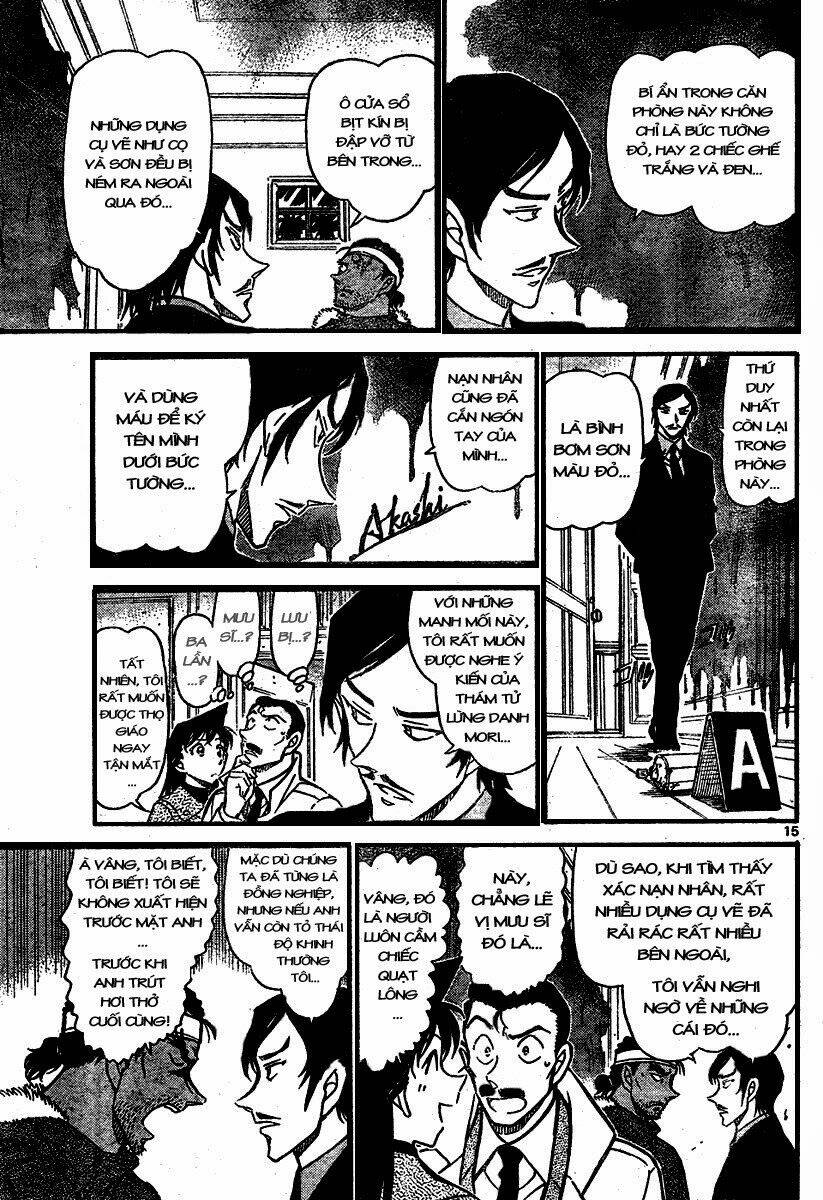 BÍ ẨN TRONG CĂN
PHÒNG NÀY KHÔNG
CHỈ LÀ BỨC TƯỜNG
ĐỎ, HAY 2 CHIẾC GHẾ
TRẮNG VÀ ĐEN...
Ô CỬA SỔ
BỊT KÍN BỊ
ĐẬP VỠ TỪ
BÊN TRONG...
NHỮNG DỤNG
CỤ VẼ NHƯ CỌ
VÀ SƠN ĐỀU BỊ
NÉM RA NGOÀI
QUA ĐÓ...
THỨ
DUY
NHẤT
CÒN LẠI
TRONG
PHÒNG
NÀY...
LÀ BÌNH
BƠM SƠN
MÀU ĐỎ...
A
NẠN NHÂN
CŨNG ĐÃ
CẮN NGÓN
TAY CỦA
MÌNH...
VÀ DÙNG
MÁU ĐỂ KÝ
TÊN MÌNH
DƯỚI BỨC
TƯỜNG...
Akashi
VỚI NHỮNG
MANH MỐI NÀY,
TÔI RẤT MUỐN
ĐƯỢC NGHE Ý
KIẾN CỦA
THÁM TỬ
LỪNG DANH
MORI...
LƯU
BỊ...?
MƯU
SĨ...?
BA
LẦN
...?
TẤT
NHIÊN, TÔI
RẤT MUỐN
ĐƯỢC THỌ
GIÁO
NGAY
TẬN MẮT
...
15
DÙ SAO, KHI TÌM THẤY
XÁC NẠN NHÂN, RẤT
NHIỀU DỤNG CỤ VẼ ĐÃ
RẢI RÁC RẤT NHIỀU
BÊN NGOÀI,
TÔI VẪN NGHI
NGỜ VỀ NHỮNG
CÁI ĐÓ...
NÀY,
CHẲNG LẼ
VỊ MƯU SĨ
ĐÓ LÀ...
VÂNG, ĐÓ
LÀ NGƯỜI
LUÔN CẦM
CHIẾC
QUẠT
LÔNG
...
MẶC DÙ CHÚNG
TA ĐÃ TỪNG LÀ
ĐỒNG NGHIỆP,
NHƯNG NẾU ANH
VẪN CÒN TỎ THÁI
ĐỘ KHINH
THƯỜNG TÔI...
À VÂNG, TÔI BIẾT,
TÔI BIẾT! TÔI SẼ
KHÔNG XUẤT HIỆN
TRƯỚC MẶT ANH
...
TRƯỚC KHI
ANH TRÚT
HƠI THỞ
CUỐI CÙNG!